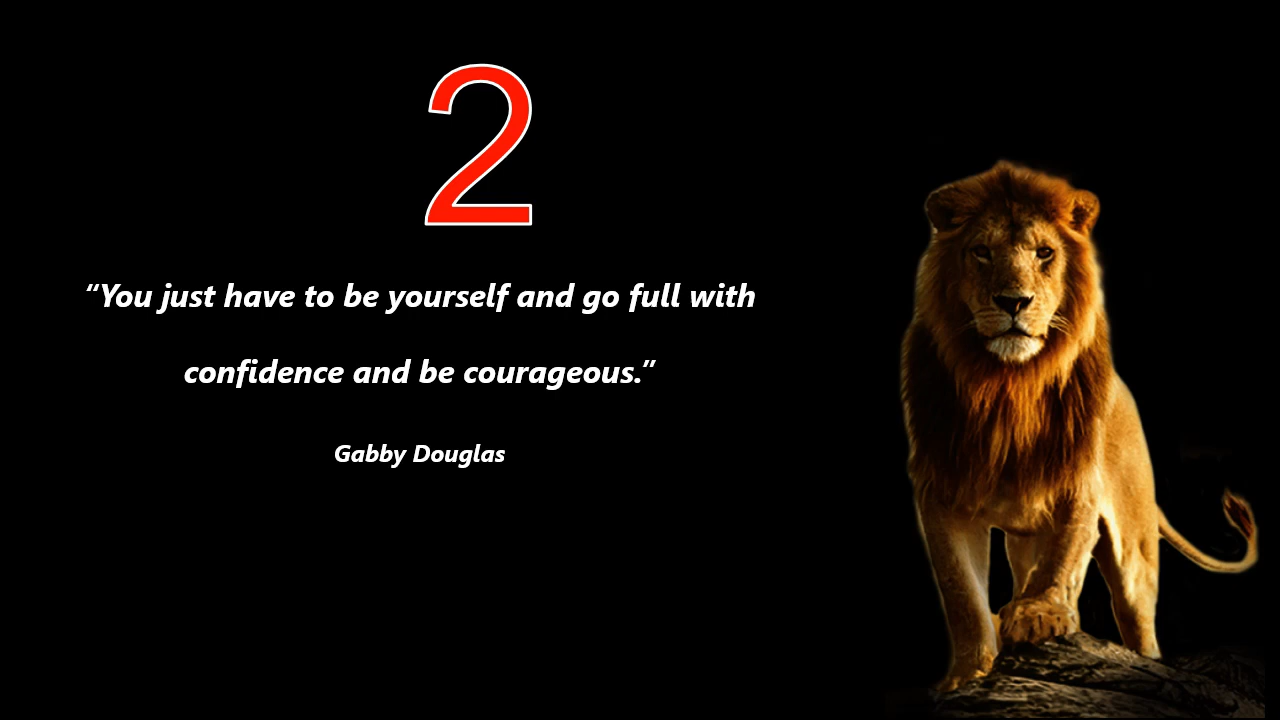 2
“You just have to be yourself and go full with
confidence and be courageous.”
Gabby Douglas